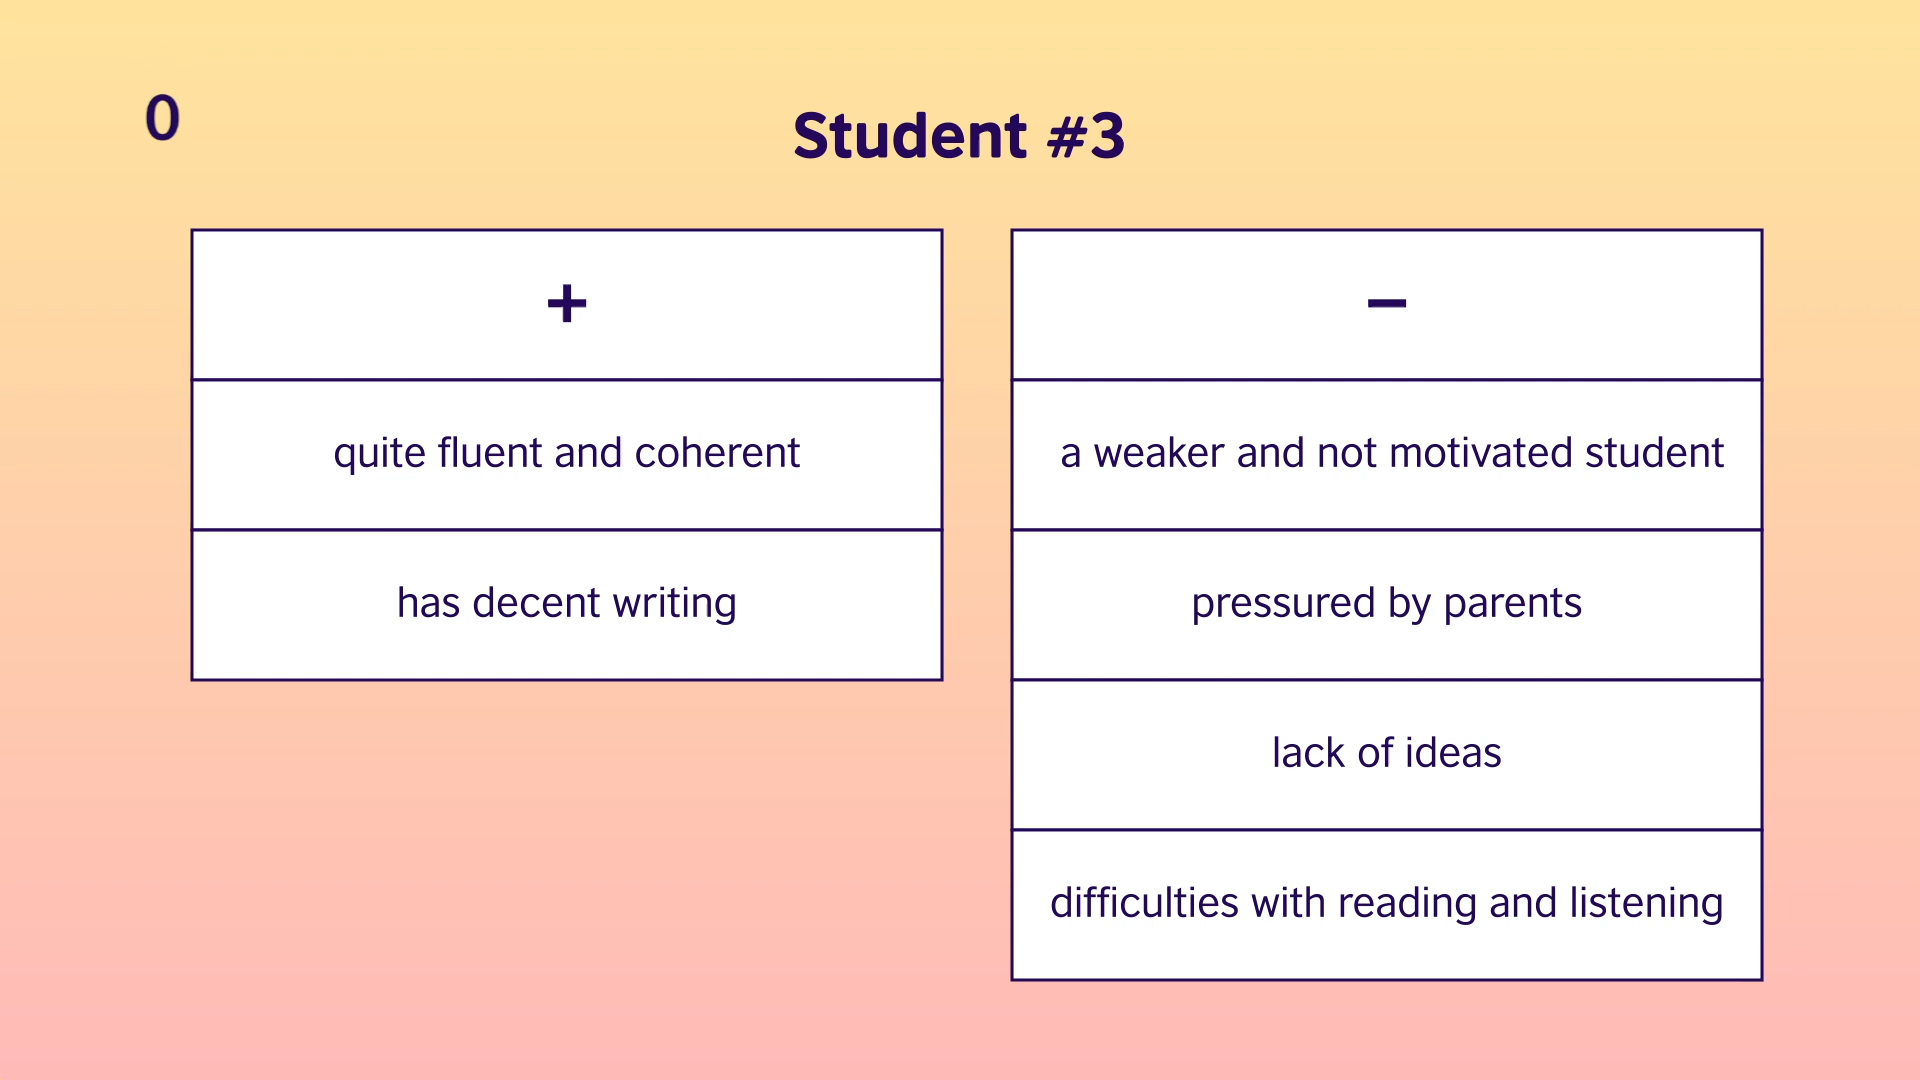 0
Student #3
+
quite fluent and coherent
has decent writing
–
a weaker and not motivated student
pressured by parents
lack of ideas
difficulties with reading and listening